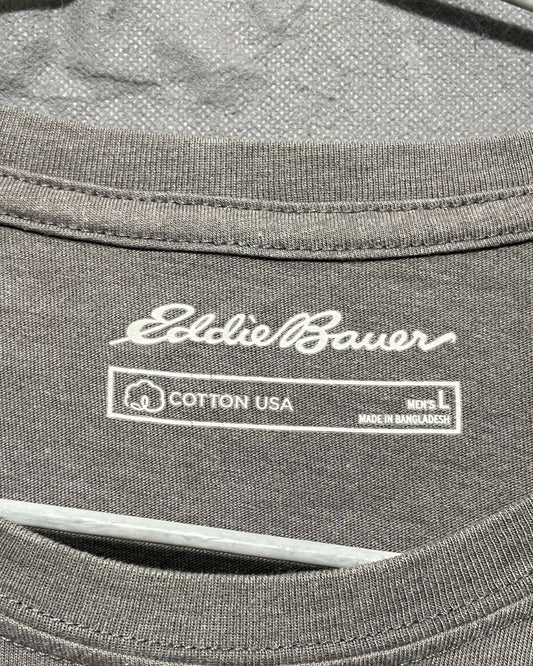 Eddie Bauer
COTTON USA
MEN'S L
MADE IN BANGLADESH